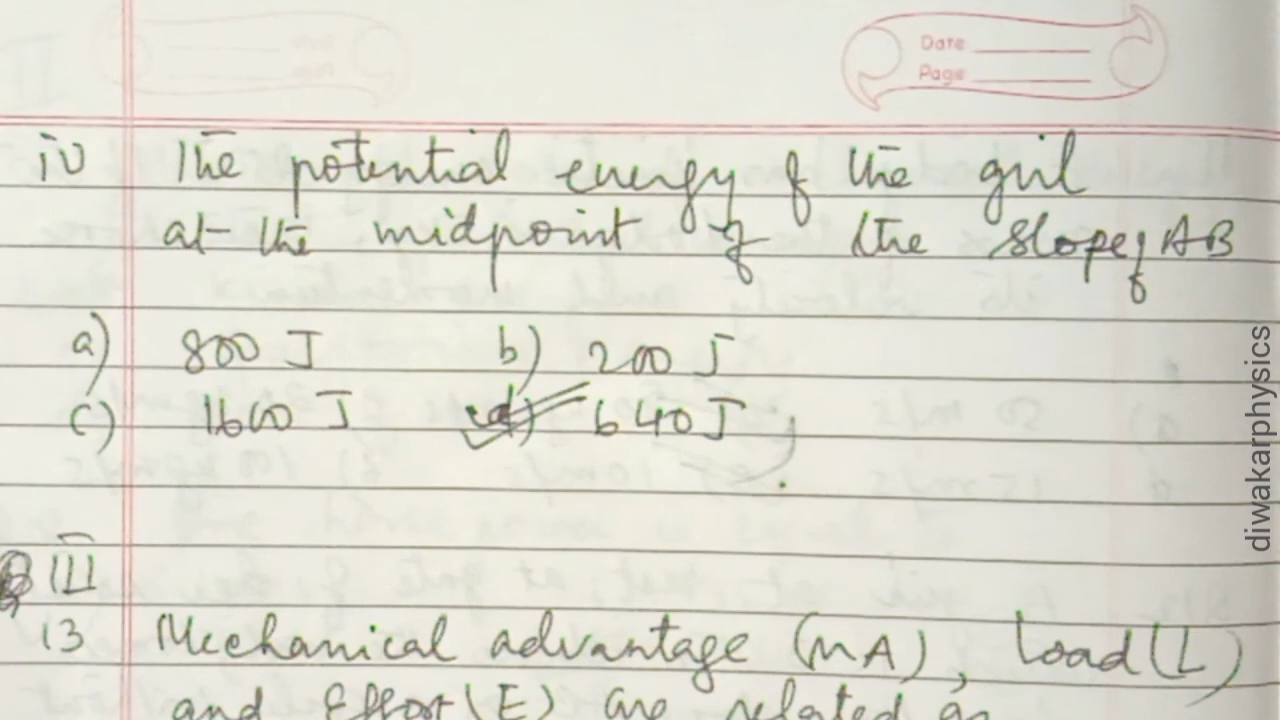 Date
Page
iv The potential energy of the girl
at the midpoint of the slope of AB
a) 800 J b) 200 J
c) 1600 J d) 640 J
III
13 Mechanical advantage (MA), Load (L)
and Effort (E) are related as
diwakarphysics